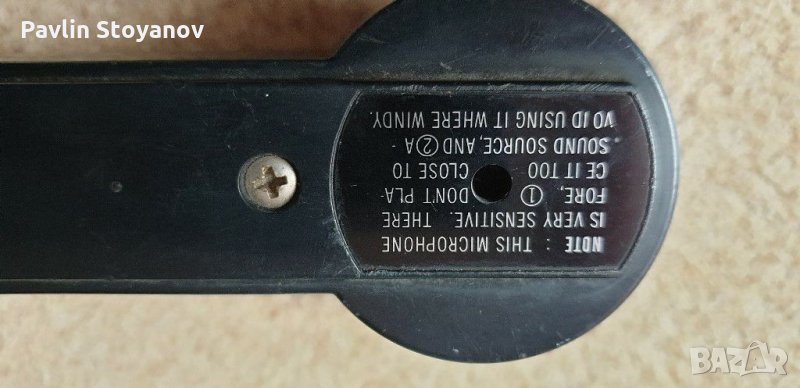 Pavlin Stoyanov
NOTE : THIS MICROPHONE
IS VERY SENSITIVE. THERE
FORE, ① DON'T PLA-
CE IT TOO CLOSE TO
SOUND SOURCE, AND ② A-
VOID USING IT WHERE WINDY.
BAZAR